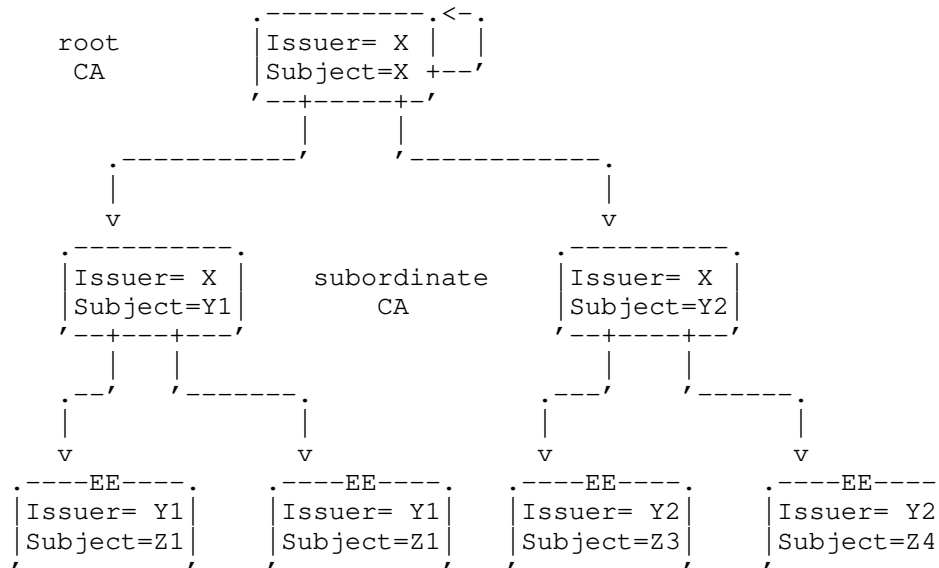 .----------.<-.
root |Issuer= X | |
CA |Subject=X +--'
'--+-----+-'
| |
.-----------' '------------.
| |
v v
.----------. .----------.
|Issuer= X | subordinate |Issuer= X |
|Subject=Y1| CA |Subject=Y2|
'--+---+---' '--+----+--'
| | | |
.--' '-------. .---' '------.
| | | |
v v v v
.----EE----. .----EE----. .----EE----. .----EE----
|Issuer= Y1| |Issuer= Y1| |Issuer= Y2| |Issuer= Y2
|Subject=Z1| |Subject=Z1| |Subject=Z3| |Subject=Z4
' ' ' ' ' ' '